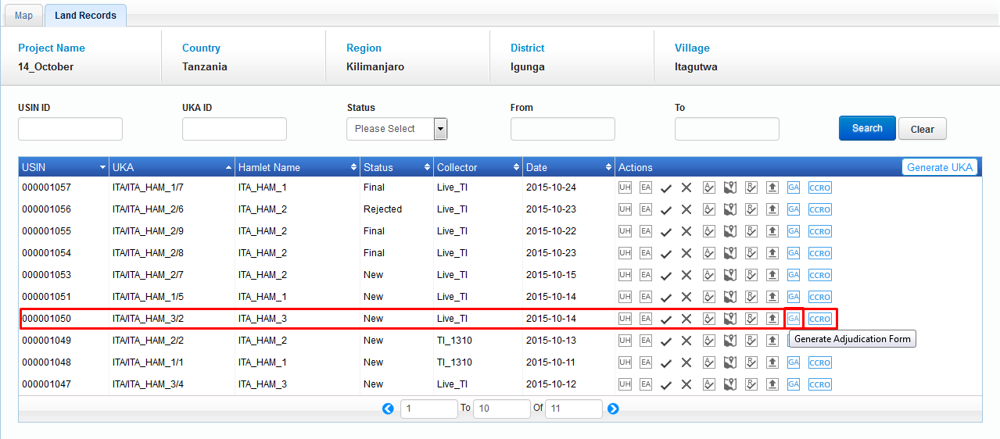 Map Land Records
Project Name Country Region District Village
14_October Tanzania Kilimanjaro Igunga Itagutwa
USIN ID UKA ID Status From To
Please Select Search Clear
USIN UKA Hamlet Name Status Collector Date Actions Generate UKA
000001057 ITA/ITA_HAM_1/7 ITA_HAM_1 Final Live_TI 2015-10-24 UH EA A R GA CCRO
000001056 ITA/ITA_HAM_2/6 ITA_HAM_2 Rejected Live_TI 2015-10-23 UH EA A R GA CCRO
000001055 ITA/ITA_HAM_2/9 ITA_HAM_2 Final Live_TI 2015-10-22 UH EA A R GA CCRO
000001054 ITA/ITA_HAM_2/8 ITA_HAM_2 Final Live_TI 2015-10-23 UH EA A R GA CCRO
000001053 ITA/ITA_HAM_2/7 ITA_HAM_2 New Live_TI 2015-10-15 UH EA A R GA CCRO
000001051 ITA/ITA_HAM_1/5 ITA_HAM_1 New Live_TI 2015-10-14 UH EA A R GA CCRO
000001050 ITA/ITA_HAM_3/2 ITA_HAM_3 New Live_TI 2015-10-14 UH EA A R GA CCRO
000001049 ITA/ITA_HAM_2/2 ITA_HAM_2 New TI_1310 2015-10-13 UH EA A R Generate Adjudication Form
000001048 ITA/ITA_HAM_1/1 ITA_HAM_1 New TI_1310 2015-10-11 UH EA A R GA CCRO
000001047 ITA/ITA_HAM_3/4 ITA_HAM_3 New Live_TI 2015-10-12 UH EA A R GA CCRO
1 To 10 Of 11